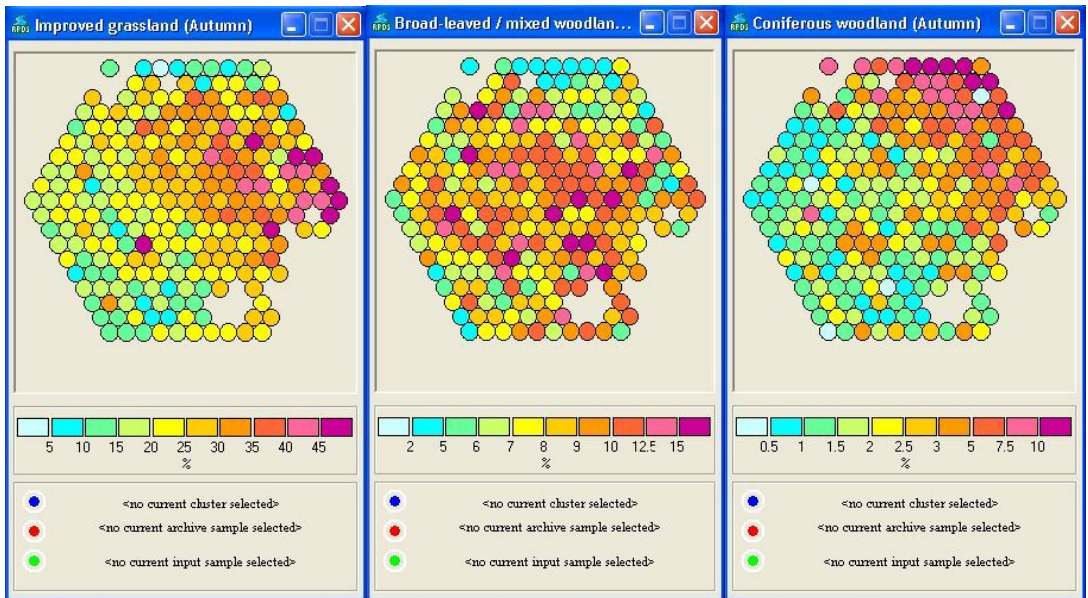 RPDS Improved grassland (Autumn)
5 10 15 20 25 30 35 40 45
%
<no current cluster selected>
<no current archive sample selected>
<no current input sample selected>
RPDS Broad-leaved / mixed woodlan...
2 5 6 7 8 9 10 12.5 15
%
<no current cluster selected>
<no current archive sample selected>
<no current input sample selected>
RPDS Coniferous woodland (Autumn)
0.5 1 1.5 2 2.5 3 5 7.5 10
%
<no current cluster selected>
<no current archive sample selected>
<no current input sample selected>